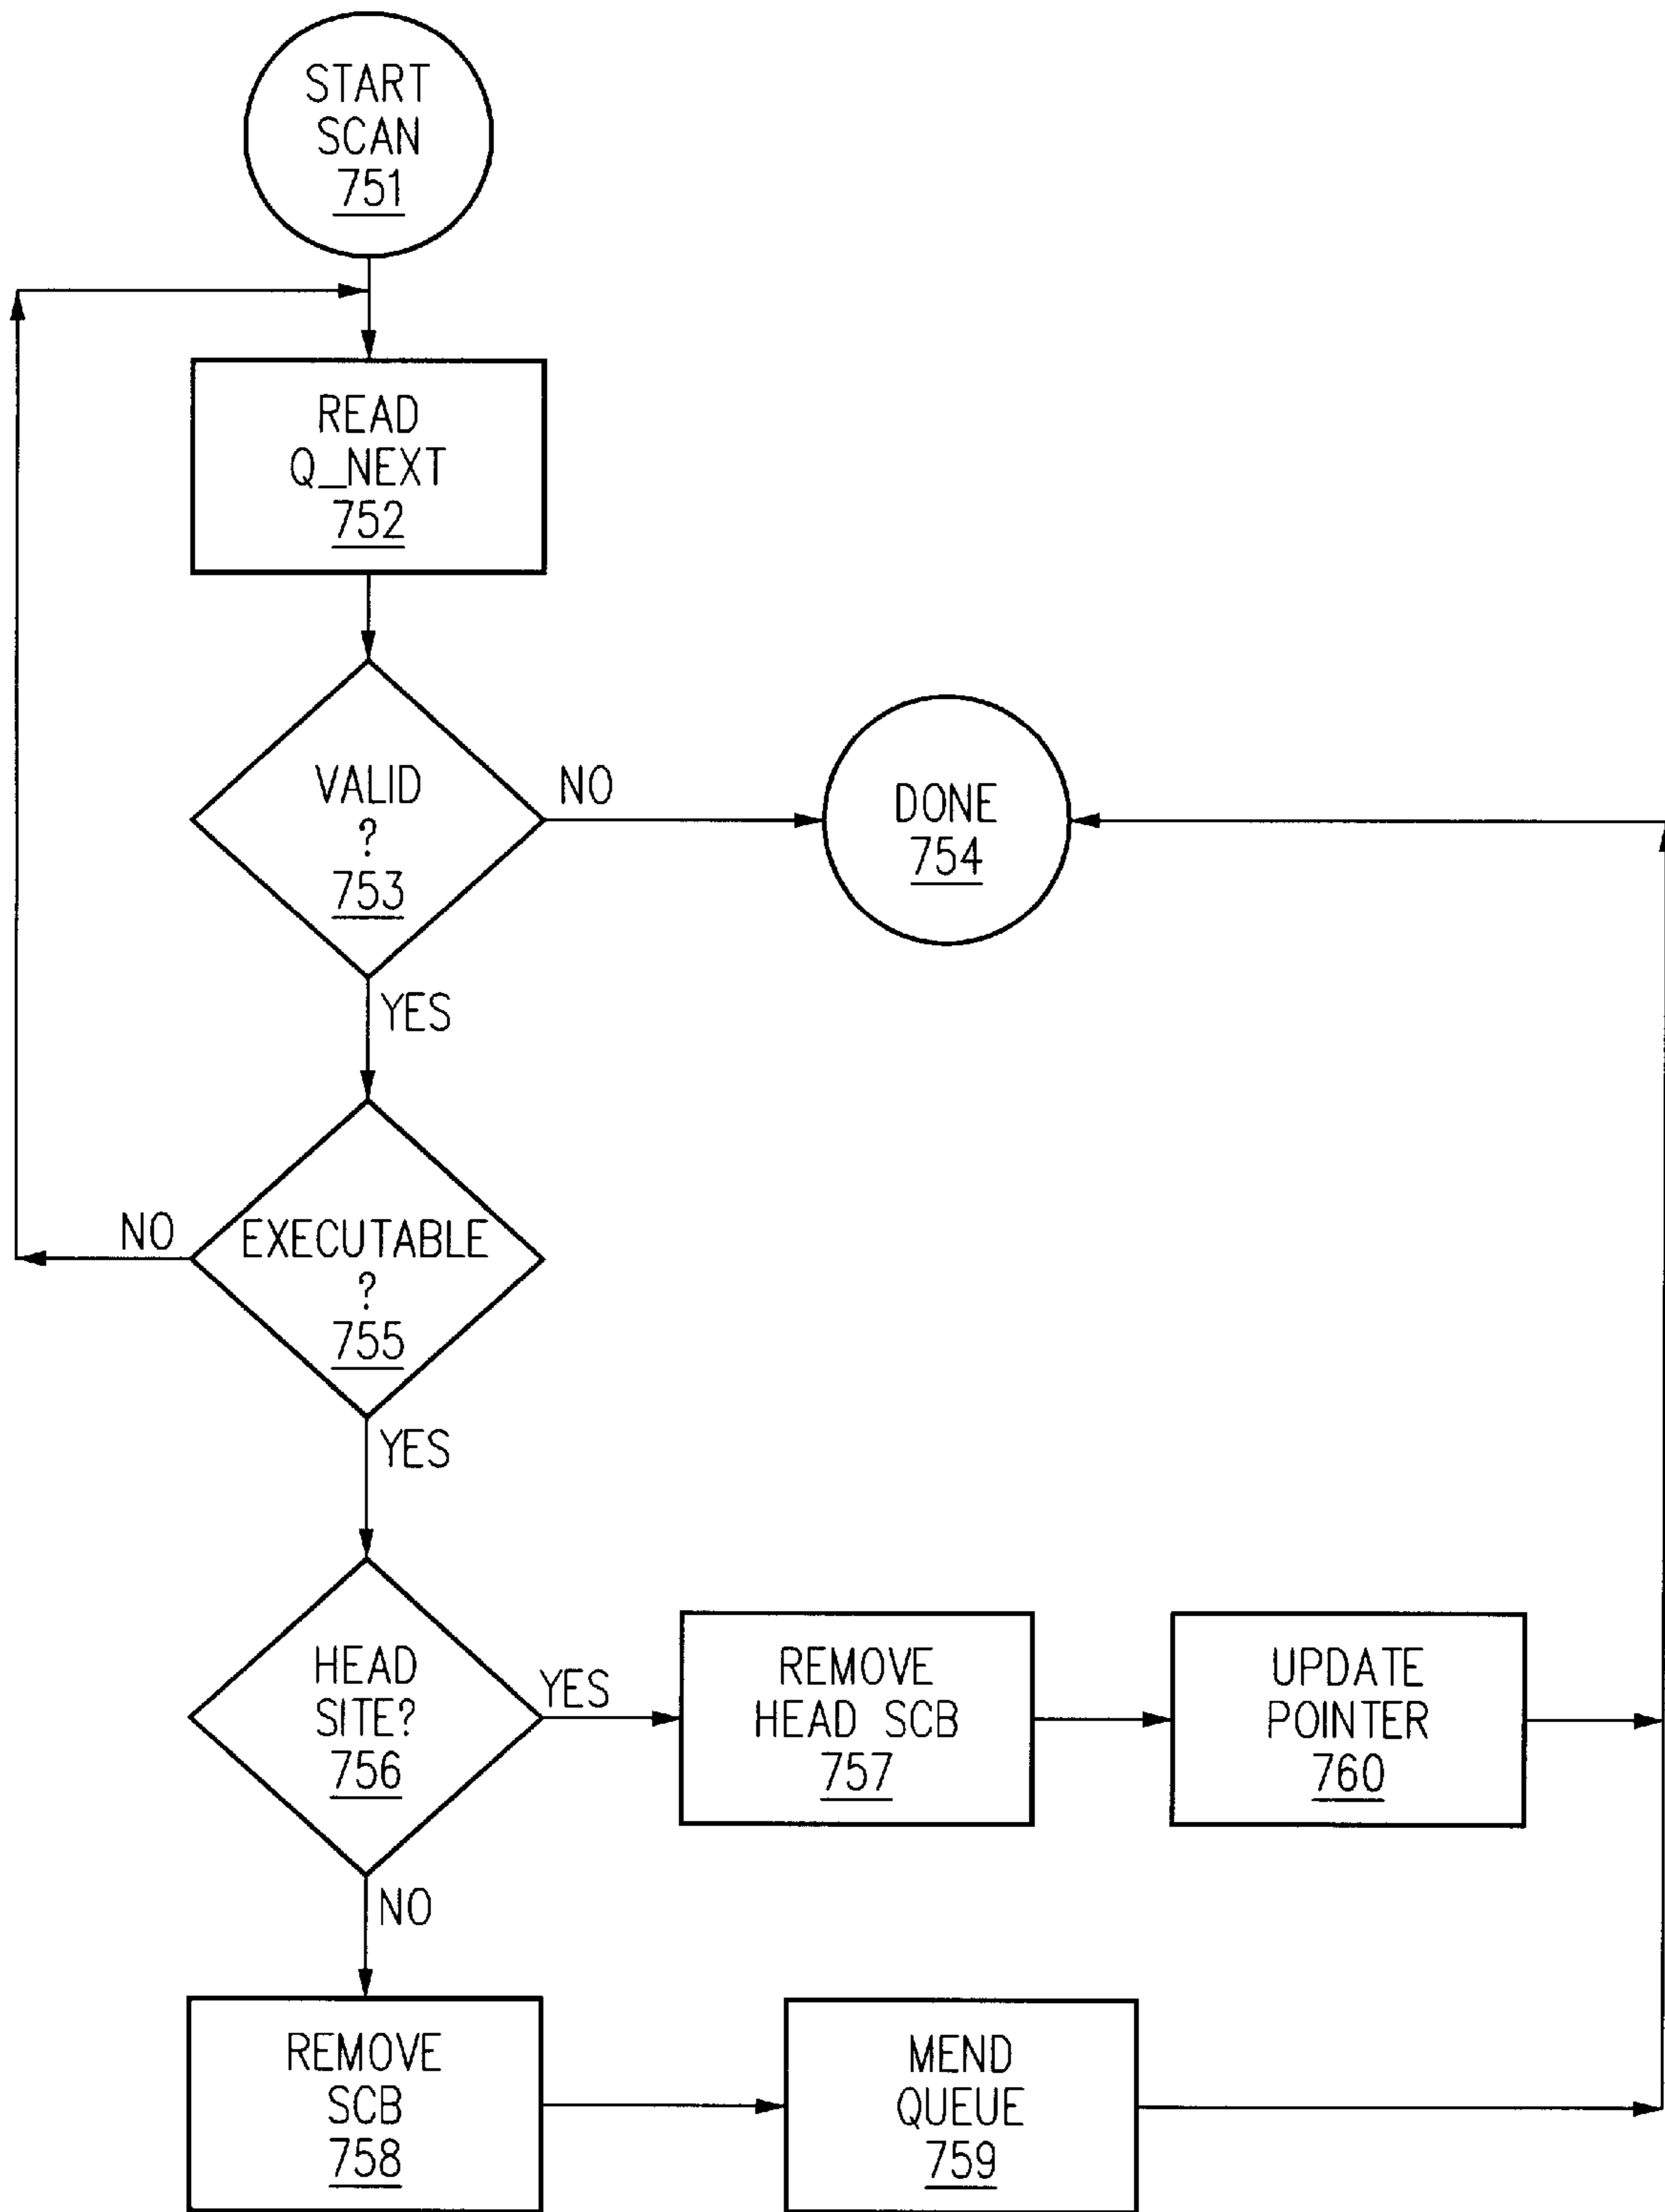 START
SCAN
751
READ
Q_NEXT
752
VALID
?
753
NO
DONE
754
YES
EXECUTABLE
?
755
NO
YES
HEAD
SITE?
756
YES
REMOVE
HEAD SCB
757
UPDATE
POINTER
760
NO
REMOVE
SCB
758
MEND
QUEUE
759